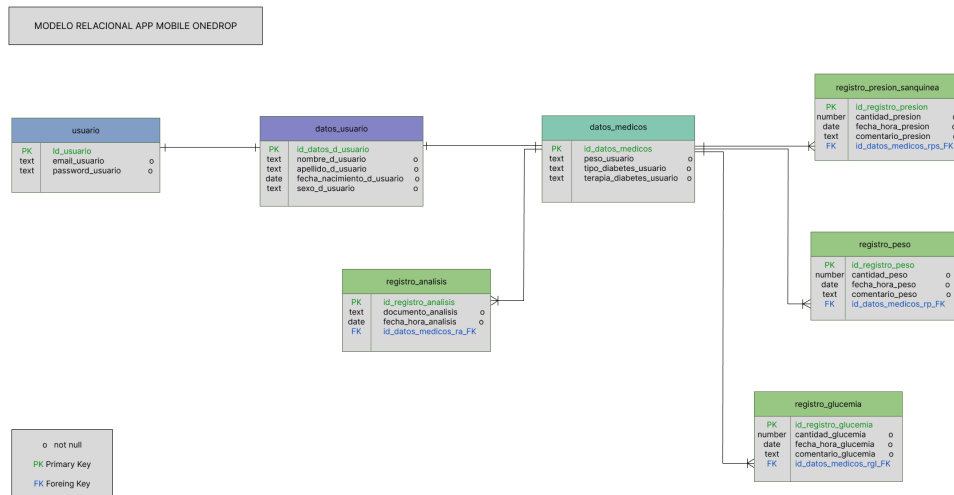 MODELO RELACIONAL APP MOBILE ONEDROP
usuario
PK id_usuario
text email_usuario o
text password_usuario o
datos_usuario
PK id_datos_d_usuario
text nombre_d_usuario o
text apellido_d_usuario o
date fecha_nacimiento_d_usuario o
text sexo_d_usuario o
datos_medicos
PK id_datos_medicos
text peso_usuario o
text tipo_diabetes_usuario o
text terapia_diabetes_usuario o
registro_presion_sanquinea
PK id_registro_presion
number cantidad_presion o
date fecha_hora_presion o
text comentario_presion o
FK id_datos_medicos_rps_FK
registro_peso
PK id_registro_peso
number cantidad_peso o
date fecha_hora_peso o
text comentario_peso o
FK id_datos_medicos_rp_FK
registro_analisis
PK id_registro_analisis
text documento_analisis o
date fecha_hora_analisis o
FK id_datos_medicos_ra_FK
registro_glucemia
PK id_registro_glucemia
number cantidad_glucemia o
date fecha_hora_glucemia o
text comentario_glucemia o
FK id_datos_medicos_rgl_FK
o not null
PK Primary Key
FK Foreing Key